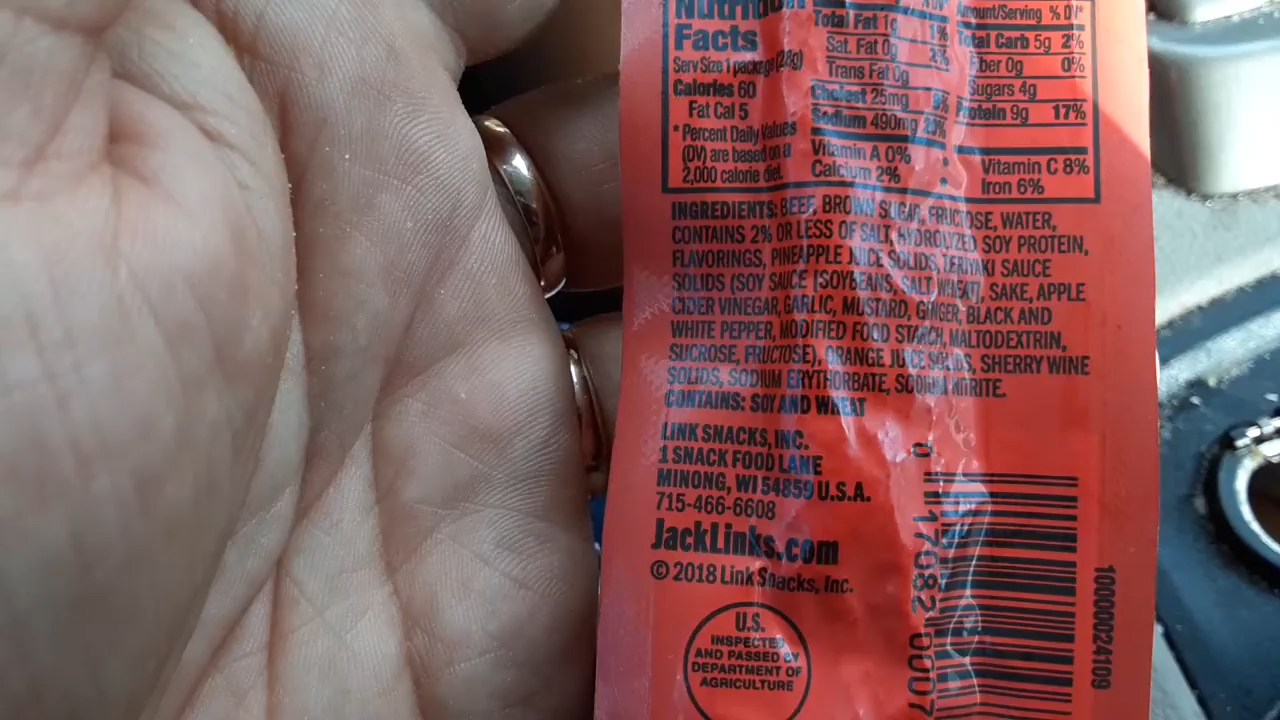 Nutrition
Facts
Serv Size 1 package (28g)
Calories 60
Fat Cal 5
* Percent Daily Values
(DV) are based on a
2,000 calorie diet.
Total Fat 1g 1%
Sat. Fat 0g
Trans Fat 0g
Cholest 25mg 8%
Sodium 490mg 20%
Vitamin A 0%
Calcium 2%
Amount/Serving % DV*
Total Carb 5g 2%
Fiber 0g 0%
Sugars 4g
Protein 9g 17%
Vitamin C 8%
Iron 6%
INGREDIENTS: BEEF, BROWN SUGAR, FRUCTOSE, WATER,
CONTAINS 2% OR LESS OF SALT, HYDROLYZED SOY PROTEIN,
FLAVORINGS, PINEAPPLE JUICE SOLIDS, TERIYAKI SAUCE
SOLIDS (SOY SAUCE [SOYBEANS, SALT, WHEAT], SAKE, APPLE
CIDER VINEGAR, GARLIC, MUSTARD, GINGER, BLACK AND
WHITE PEPPER, MODIFIED FOOD STARCH, MALTODEXTRIN,
SUCROSE, FRUCTOSE), ORANGE JUICE SOLIDS, SHERRY WINE
SOLIDS, SODIUM ERYTHORBATE, SODIUM NITRITE.
CONTAINS: SOY AND WHEAT
LINK SNACKS, INC.
1 SNACK FOOD LANE
MINONG, WI 54859 U.S.A.
715-466-6608
JackLinks.com
© 2018 Link Snacks, Inc.
U.S.
INSPECTED
AND PASSED BY
DEPARTMENT OF
AGRICULTURE
0 17082 0007
1000024109